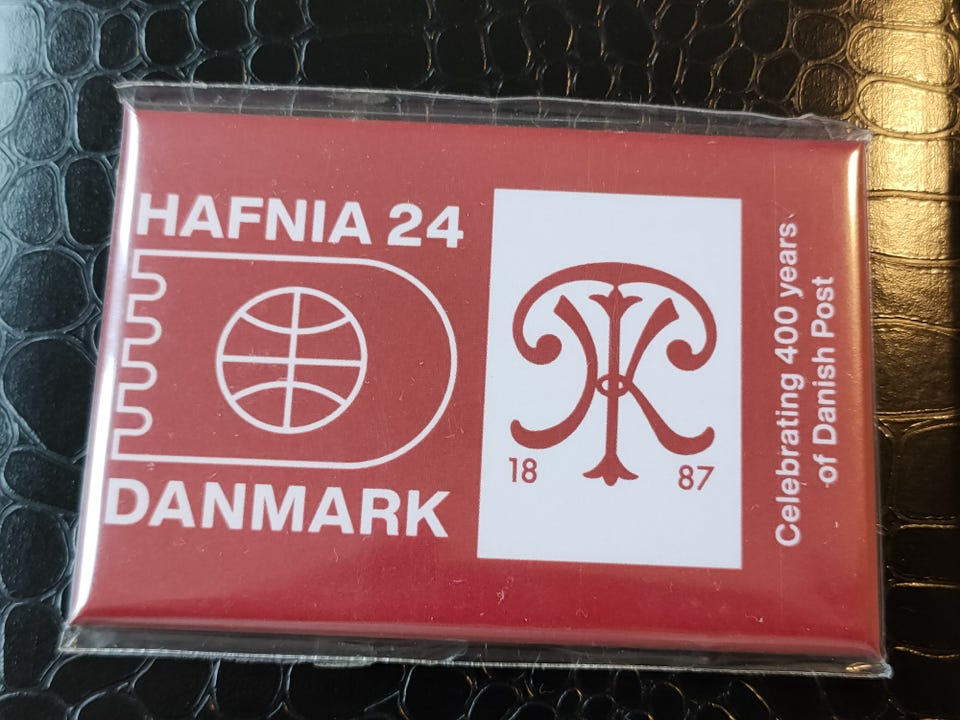 HAFNIA 24
DANMARK
18 87
Celebrating 400 years
of Danish Post